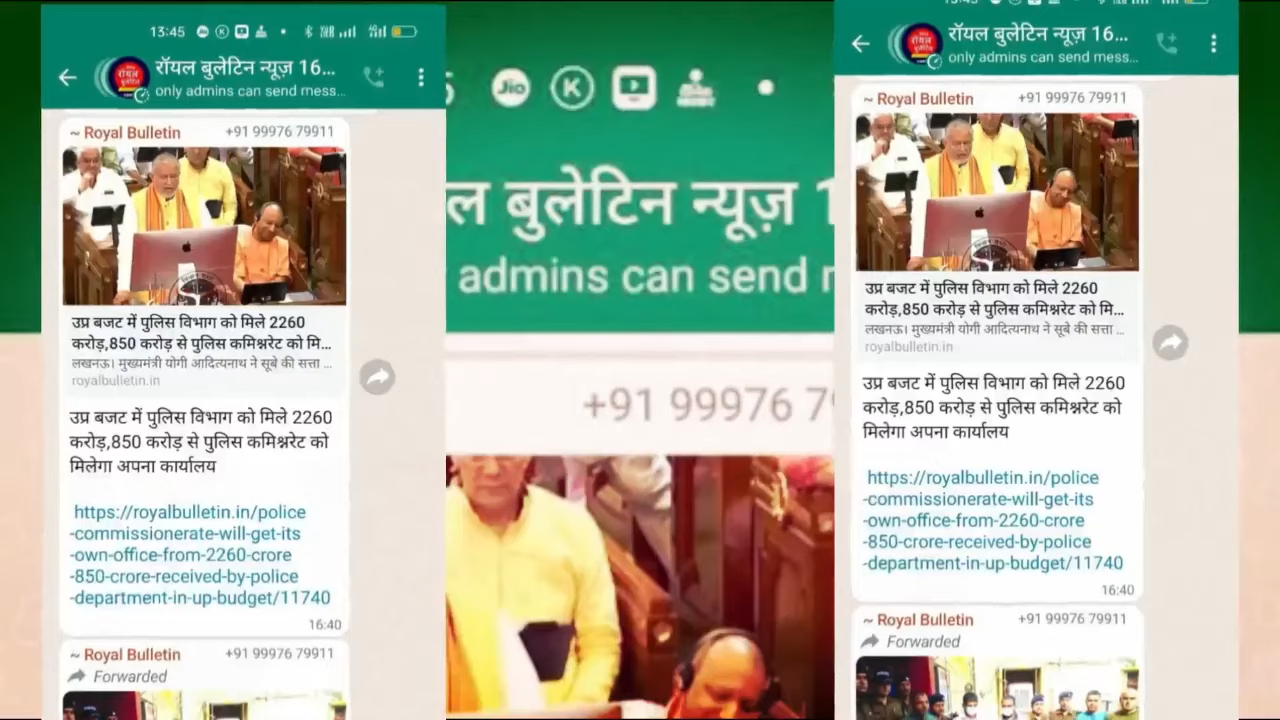 13:45
रॉयल बुलेटिन न्यूज़ 16...
only admins can send mess...
~ Royal Bulletin +91 99976 79911
उप्र बजट में पुलिस विभाग को मिले 2260
करोड़,850 करोड़ से पुलिस कमिश्नरेट को मि...
लखनऊ। मुख्यमंत्री योगी आदित्यनाथ ने सूबे की सत्ता ...
royalbulletin.in
उप्र बजट में पुलिस विभाग को मिले 2260
करोड़,850 करोड़ से पुलिस कमिश्नरेट को
मिलेगा अपना कार्यालय
https://royalbulletin.in/police
-commissionerate-will-get-its
-own-office-from-2260-crore
-850-crore-received-by-police
-department-in-up-budget/11740
16:40
~ Royal Bulletin +91 99976 79911
Forwarded
Jio K
ल बुलेटिन न्यूज़ 1
admins can send
+91 99976 7
रॉयल बुलेटिन न्यूज़ 16...
only admins can send mess...
~ Royal Bulletin +91 99976 79911
उप्र बजट में पुलिस विभाग को मिले 2260
करोड़,850 करोड़ से पुलिस कमिश्नरेट को मि...
लखनऊ। मुख्यमंत्री योगी आदित्यनाथ ने सूबे की सत्ता ...
royalbulletin.in
उप्र बजट में पुलिस विभाग को मिले 2260
करोड़,850 करोड़ से पुलिस कमिश्नरेट को
मिलेगा अपना कार्यालय
https://royalbulletin.in/police
-commissionerate-will-get-its
-own-office-from-2260-crore
-850-crore-received-by-police
-department-in-up-budget/11740
16:40
~ Royal Bulletin +91 99976 79911
Forwarded